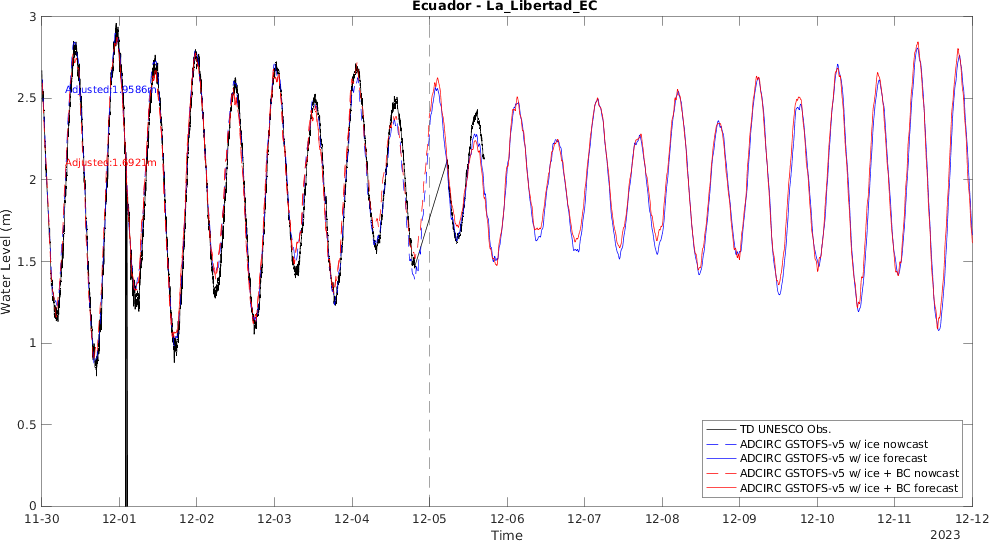 Ecuador - La_Libertad_EC
3
2.5
2
1.5
1
0.5
0
Water Level (m)
Adjusted:1.9586m
Adjusted:1.6921m
TD UNESCO Obs.
ADCIRC GSTOFS-v5 w/ ice nowcast
ADCIRC GSTOFS-v5 w/ ice forecast
ADCIRC GSTOFS-v5 w/ ice + BC nowcast
ADCIRC GSTOFS-v5 w/ ice + BC forecast
11-30 12-01 12-02 12-03 12-04 12-05 12-06 12-07 12-08 12-09 12-10 12-11 12-12
Time
2023